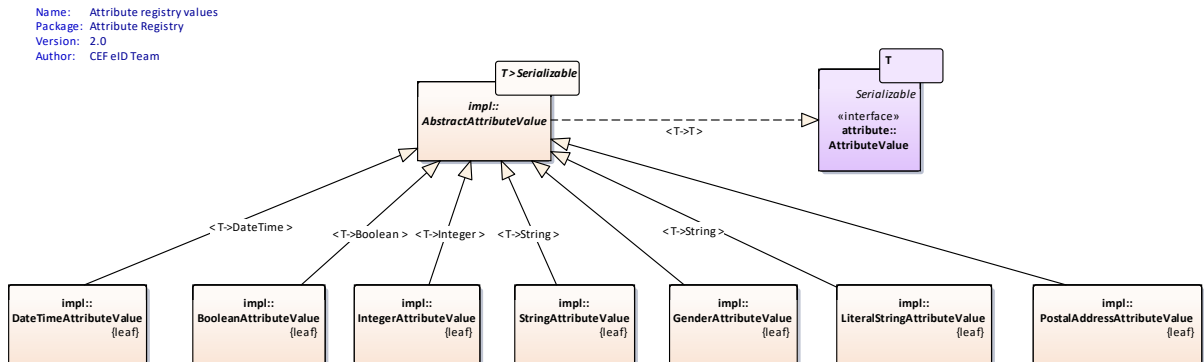 Name: Attribute registry values
Package: Attribute Registry
Version: 2.0
Author: CEF eID Team
T > Serializable
impl::
AbstractAttributeValue
T
Serializable
«interface»
attribute::
AttributeValue
< T->T >
< T->DateTime >
< T->Boolean >
< T->Integer >
< T->String >
< T->String >
impl::
DateTimeAttributeValue
{leaf}
impl::
BooleanAttributeValue
{leaf}
impl::
IntegerAttributeValue
{leaf}
impl::
StringAttributeValue
{leaf}
impl::
GenderAttributeValue
{leaf}
impl::
LiteralStringAttributeValue
{leaf}
impl::
PostalAddressAttributeValue
{leaf}